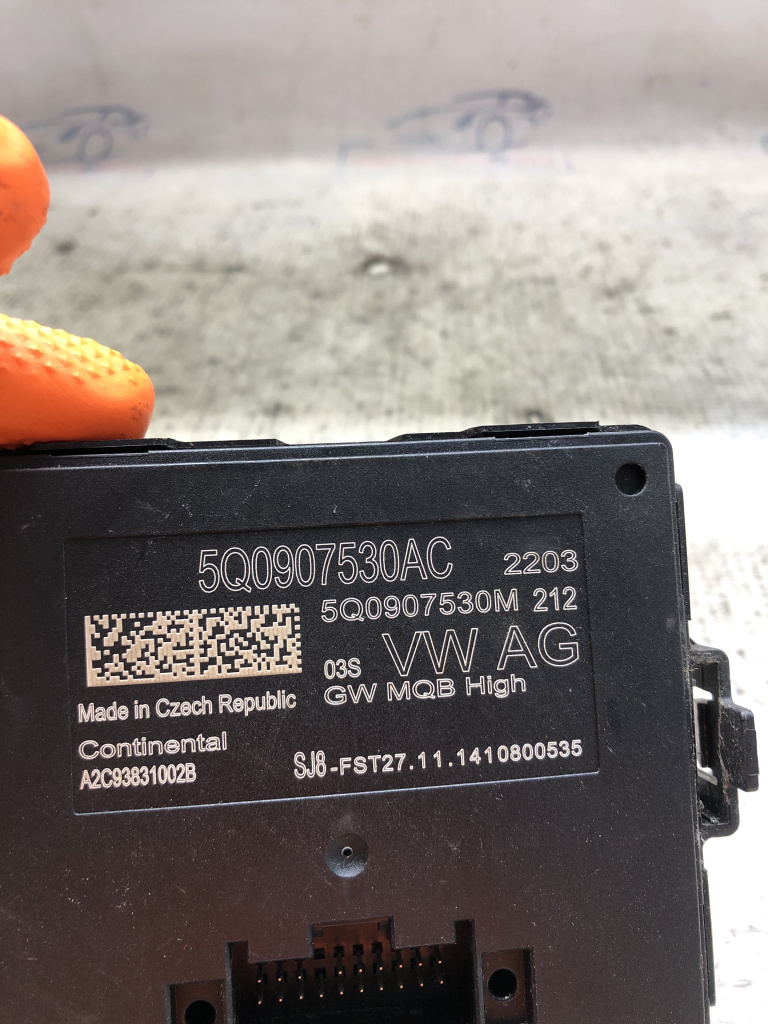 5Q0907530AC 2203
5Q0907530M 212
03S VW AG
GW MQB High
Made in Czech Republic
Continental
A2C93831002B
SJ8-FST27.11.1410800535